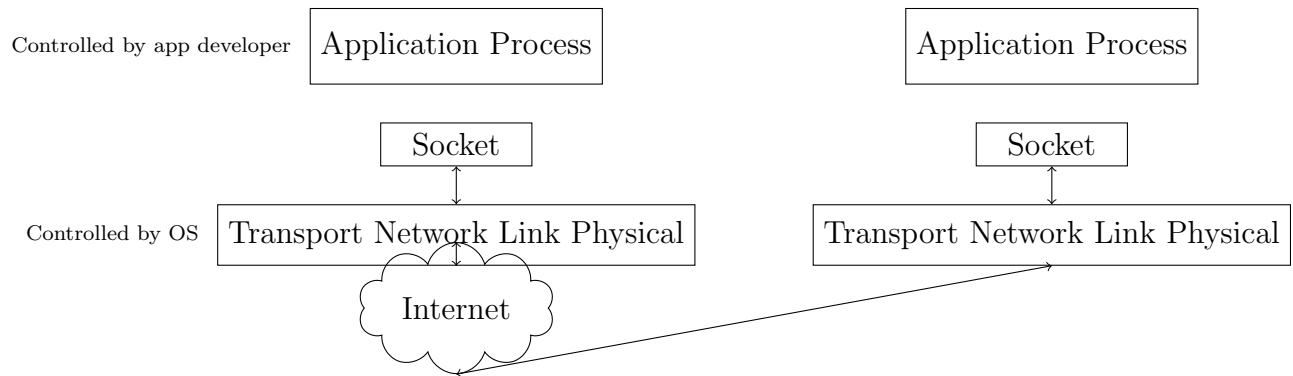 Controlled by app developer
Application Process
Application Process
Socket
Socket
Controlled by OS
Transport Network Link Physical
Transport Network Link Physical
Internet